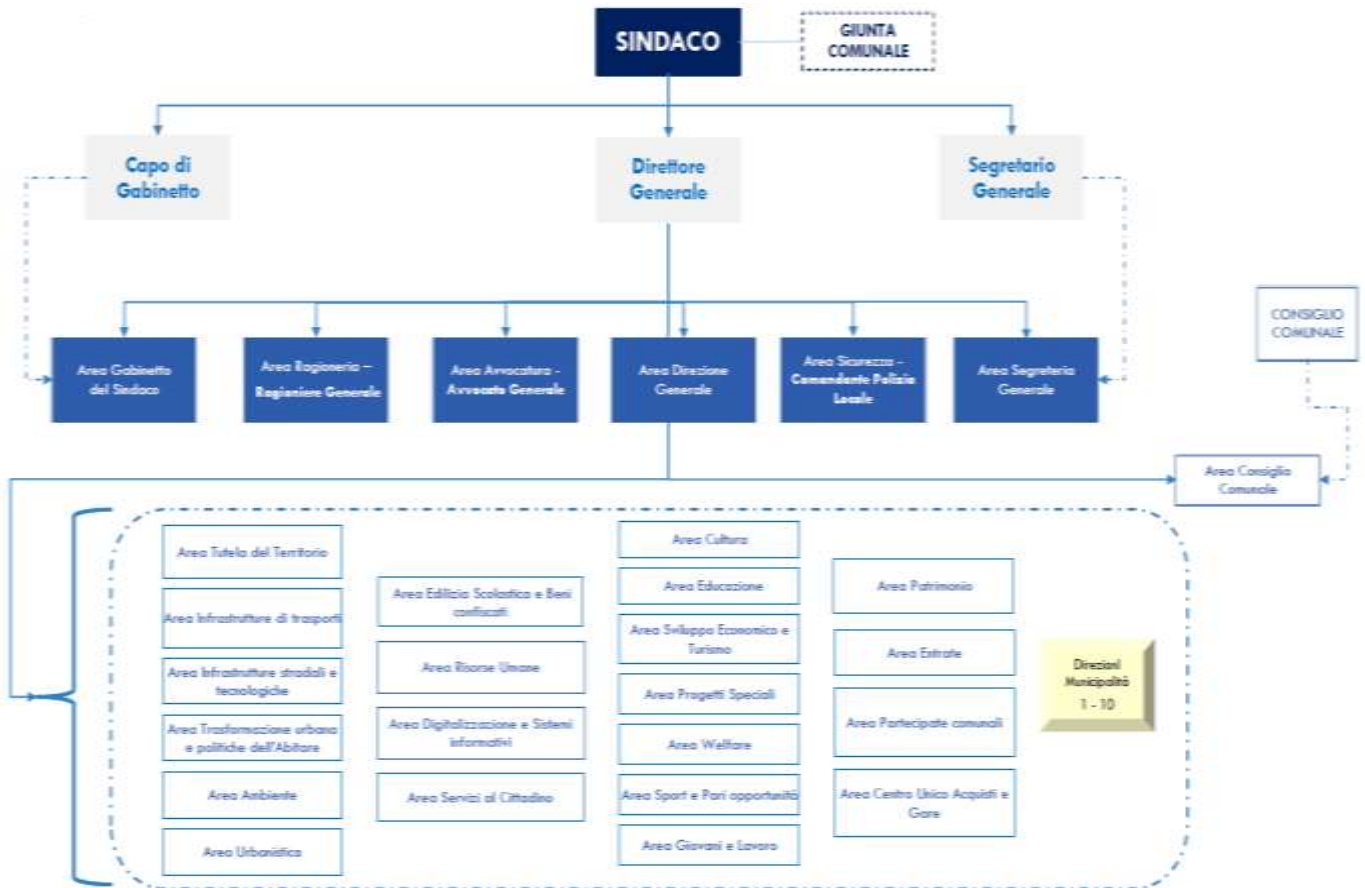 SINDACO
GIUNTA
COMUNALE
Capo di
Gabinetto
Direttore
Generale
Segretario
Generale
CONSIGLIO
COMUNALE
Area Gabinetto
del Sindaco
Area Ragioneria –
Ragioniere Generale
Area Avvocatura -
Avvocato Generale
Area Direzione
Generale
Area Sicurezza -
Comandante Polizia
Locale
Area Segreteria
Generale
Area Consiglio
Comunale
Area Tutela del Territorio
Area Infrastrutture di trasporti
Area Infrastrutture stradali e
tecnologiche
Area Trasformazione urbana
e politiche dell'Abitare
Area Ambiente
Area Urbanistica
Area Edilizia Scolastica e Beni
confiscati
Area Risorse Umane
Area Digitalizzazione e Sistemi
informativi
Area Servizi al Cittadino
Area Cultura
Area Educazione
Area Sviluppo Economico e
Turismo
Area Progetti Speciali
Area Welfare
Area Sport e Pari opportunità
Area Giovani e Lavoro
Area Patrimonio
Area Entrate
Area Partecipate comunali
Area Centro Unico Acquisti e
Gare
Direzioni
Municipalità
1 - 10